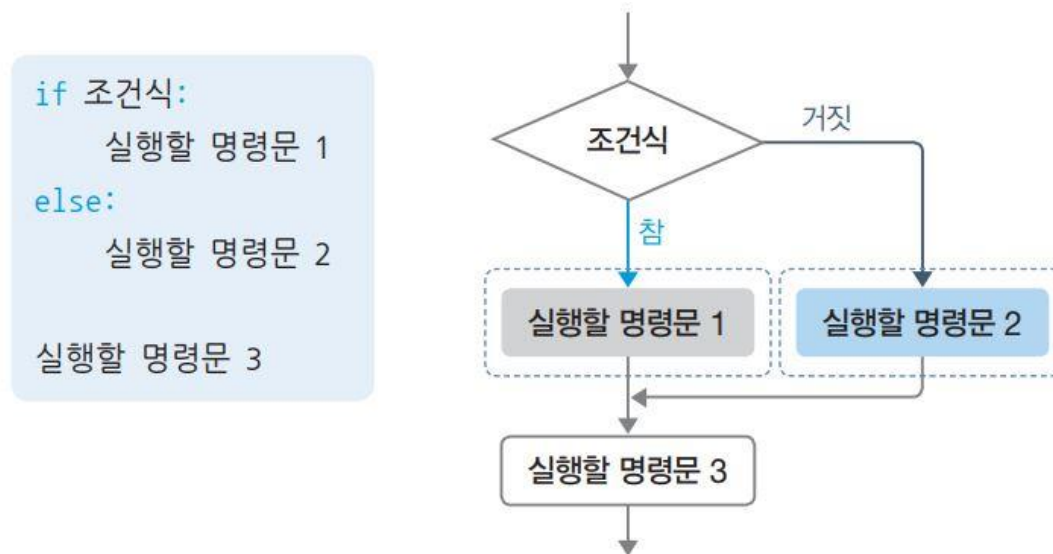 if 조건식:
실행할 명령문 1
else:
실행할 명령문 2
실행할 명령문 3
조건식
거짓
참
실행할 명령문 1
실행할 명령문 2
실행할 명령문 3